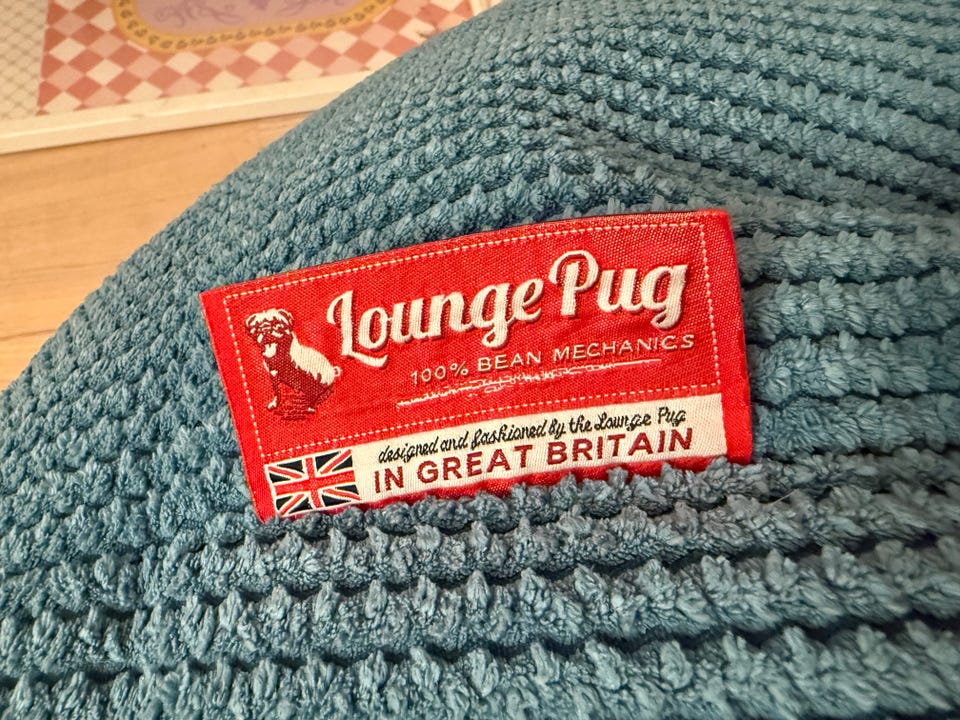 Lounge Pug
100% BEAN MECHANICS
designed and fashioned by the Lounge Pug
IN GREAT BRITAIN